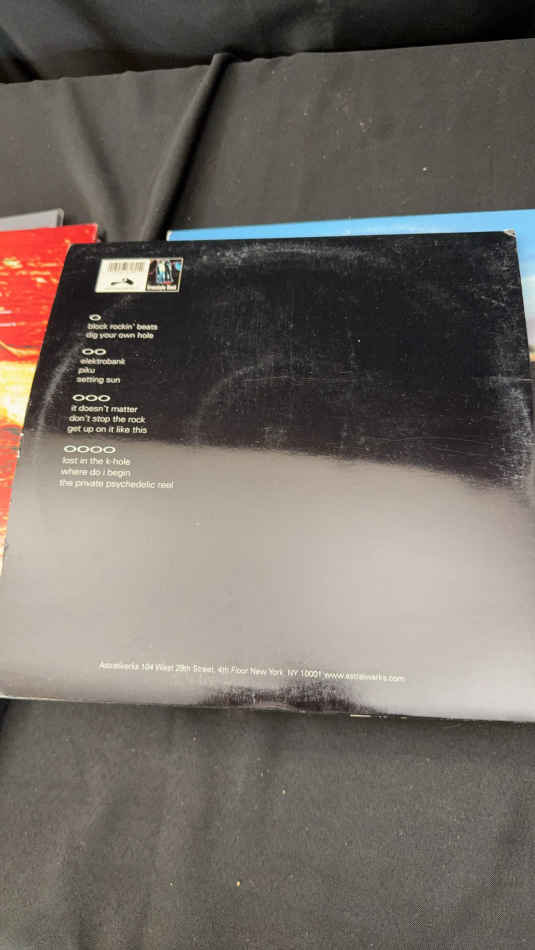 block rockin' beats
dig your own hole
elektrobank
piku
setting sun
it doesn't matter
don't stop the rock
get up on it like this
lost in the k-hole
where do i begin
the private psychedelic reel
Astralwerks 104 West 29th Street, 4th Floor New York, NY 10001 www.astralwerks.com